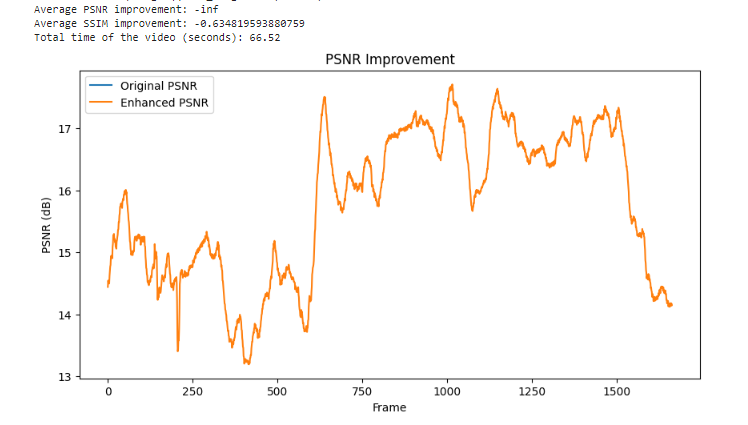 Average PSNR improvement: -inf
Average SSIM improvement: -0.634819593880759
Total time of the video (seconds): 66.52
PSNR Improvement
Original PSNR
Enhanced PSNR
17
16
15
14
13
PSNR (dB)
0 250 500 750 1000 1250 1500
Frame